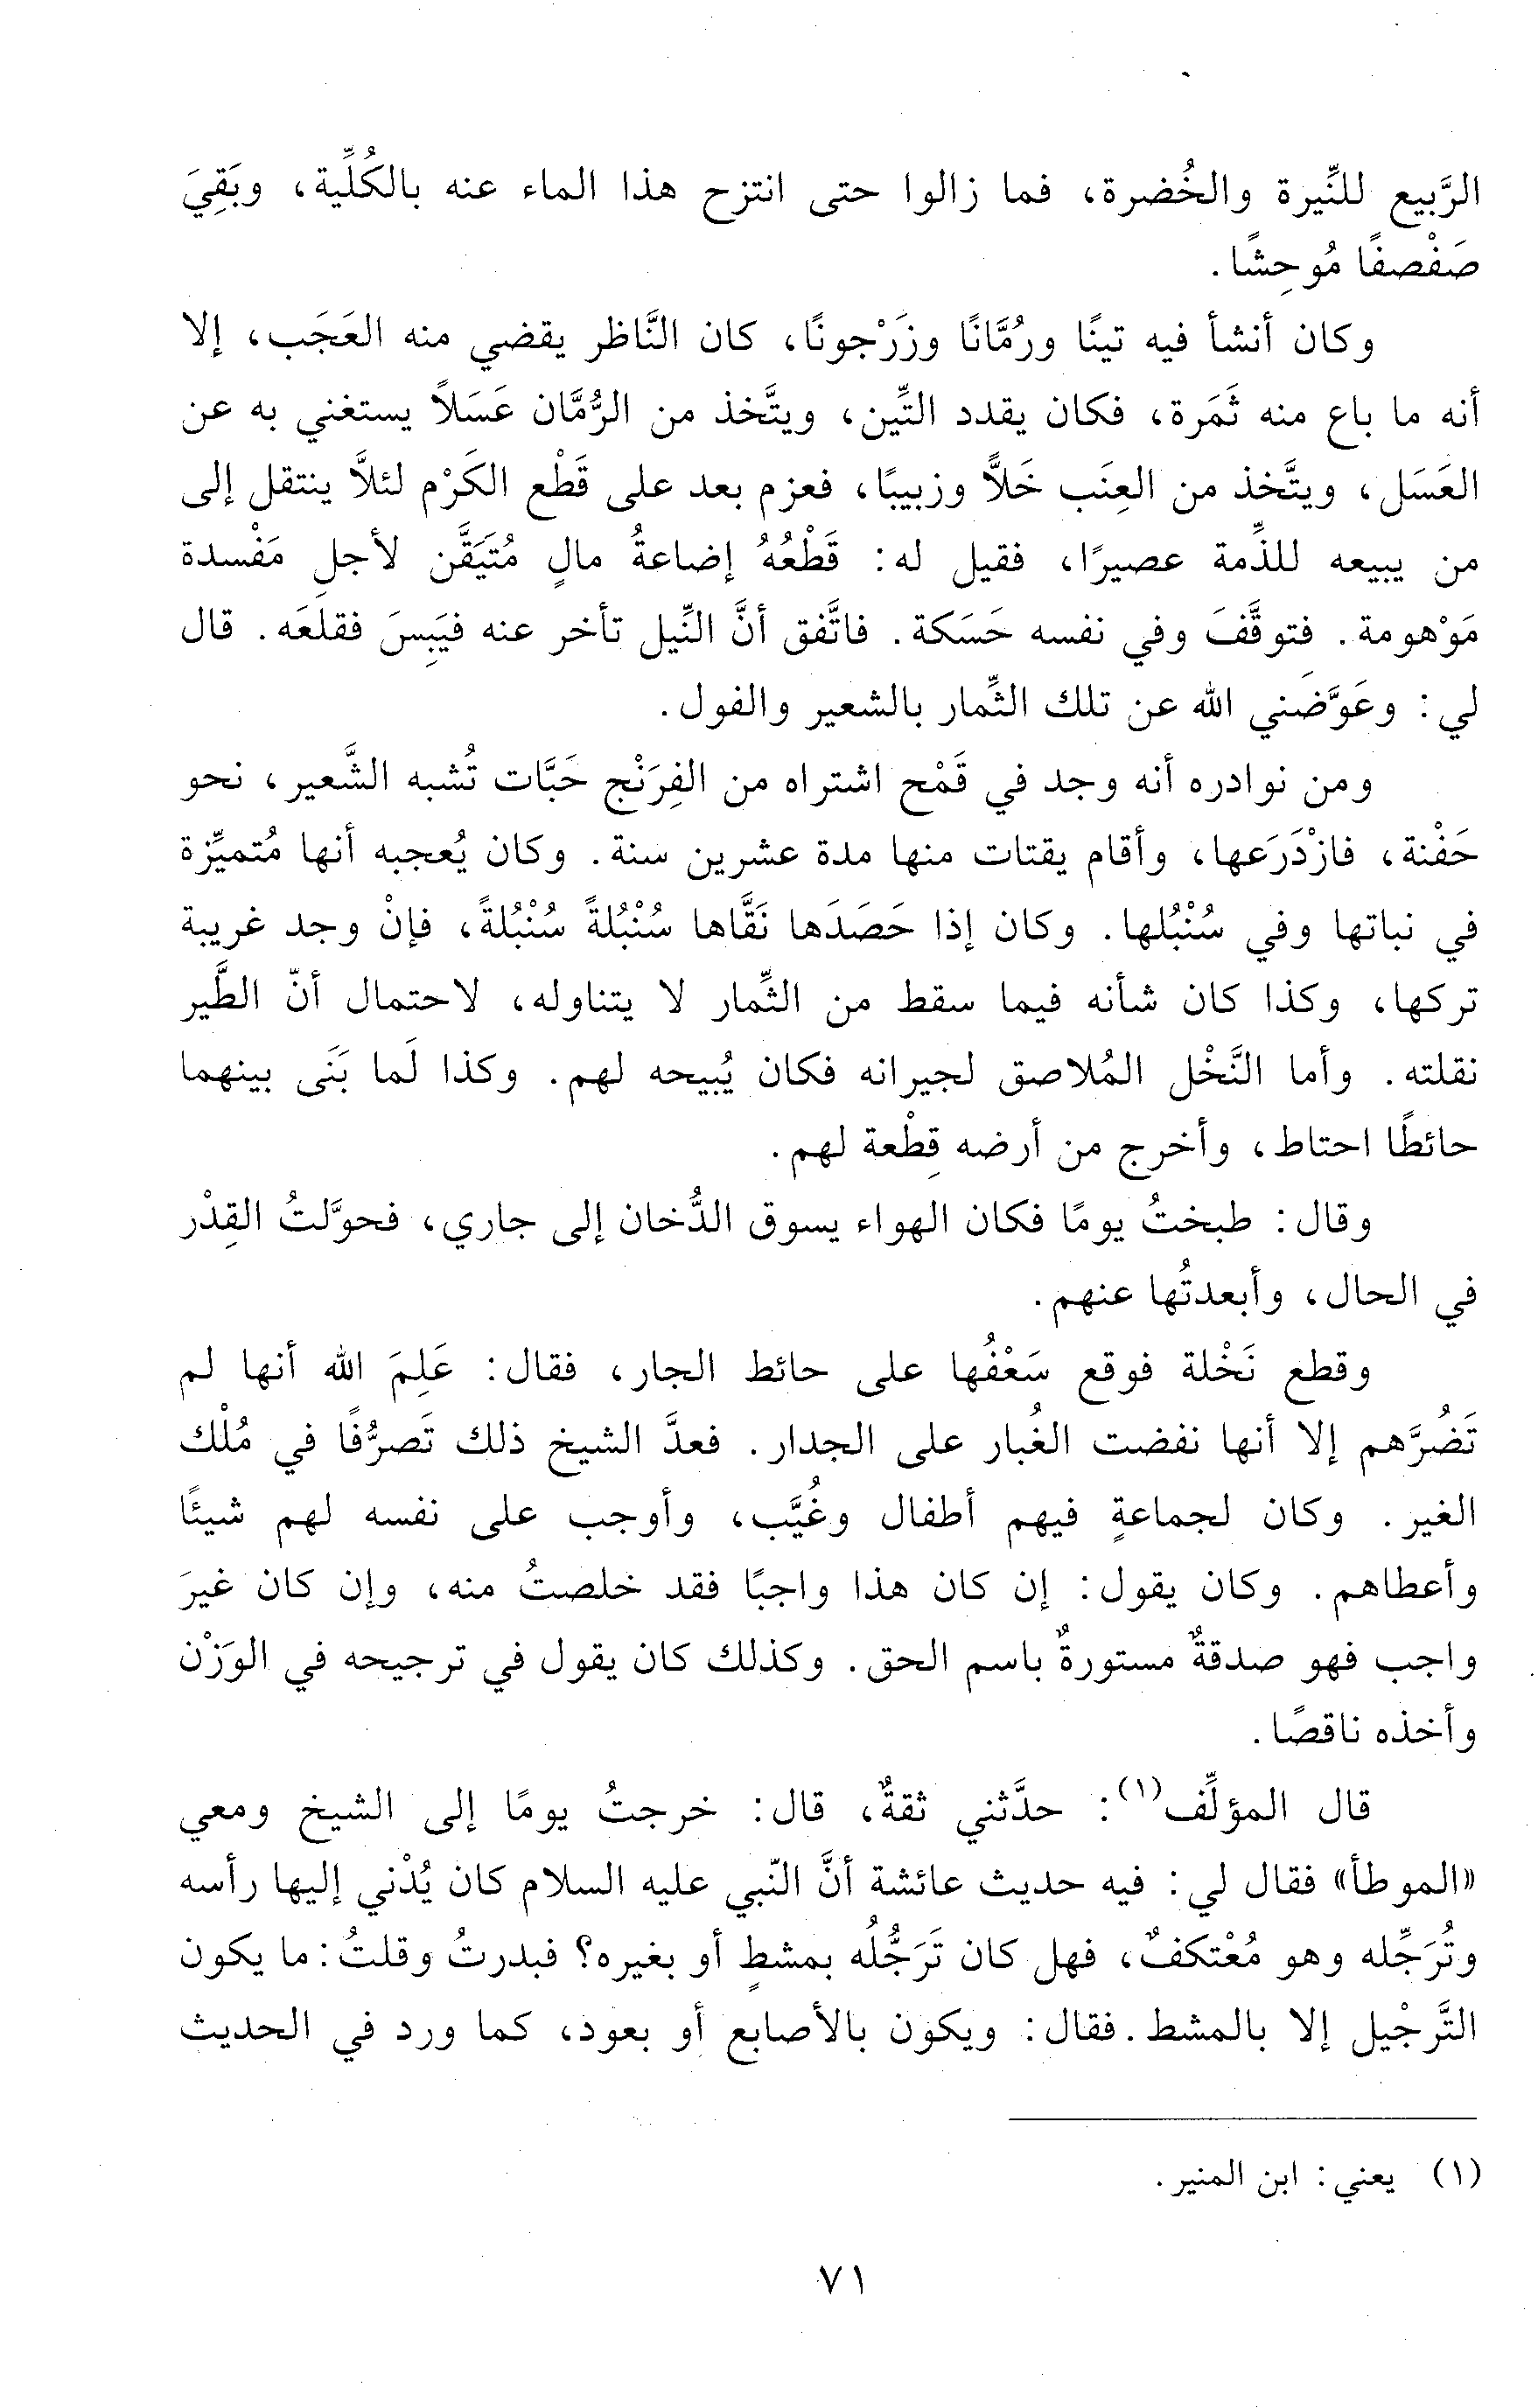 الرَّبيع للنِّيرة والخُضرة، فما زالوا حتى انتزح هذا الماء عنه بالكُلِّية، وبَقِيَ
صَفْصفًا مُوحِشًا.
وكان أنشأ فيه تينًا ورُمَّانًا وزَرْجونًا، كان النَّاظر يقضي منه العَجَب، إلا
أنه ما باع منه ثَمَرة، فكان يقدد التِّين، ويتَّخذ من الرُّمَّان عَسَلاً يستغني به عن
العَسَل، ويتَّخذ من العِنَب خَلاًّ وزبيبًا، فعزم بعد على قَطْع الكَرْم لئلاَّ ينتقل إلى
من يبيعه للذِّمة عصيرًا، فقيل له: قَطْعُهُ إضاعةُ مالٍ مُتَيَقَّن لأجلِ مَفْسدة
مَوْهومة. فتوقَّفَ وفي نفسه حَسَكة. فاتَّفق أنَّ النِّيل تأخر عنه فيَبِسَ فقلعَه. قال
لي: وعَوَّضَني الله عن تلك الثِّمار بالشعير والفول.
ومن نوادره أنه وجد في قَمْح اشتراه من الفِرَنْج حَبَّات تُشبه الشَّعير، نحو
حَفْنة، فازْدَرَعها، وأقام يقتات منها مدة عشرين سنة. وكان يُعجبه أنها مُتميِّزة
في نباتها وفي سُنْبُلها. وكان إذا حَصَدَها نَقَّاها سُنْبُلةً سُنْبُلةً، فإنْ وجد غريبة
تركها، وكذا كان شأنه فيما سقط من الثِّمار لا يتناوله، لاحتمال أنّ الطَّير
نقلته. وأما النَّخْل المُلاصق لجيرانه فكان يُبيحه لهم. وكذا لَما بَنَى بينهما
حائطًا احتاط، وأخرج من أرضه قِطْعة لهم.
وقال: طبختُ يومًا فكان الهواء يسوق الدُّخان إلى جاري، فحوَّلتُ القِدْر
في الحال، وأبعدتُها عنهم.
وقطع نَخْلة فوقع سَعْفُها على حائط الجار، فقال: عَلِمَ الله أنها لم
تَضُرَّهم إلا أنها نفضت الغُبار على الجدار. فعدَّ الشيخ ذلك تَصرُّفًا في مُلْك
الغير. وكان لجماعةٍ فيهم أطفال وغُيَّب، وأوجب على نفسه لهم شيئًا
وأعطاهم. وكان يقول: إن كان هذا واجبًا فقد خلصتُ منه، وإن كان غيرَ
واجب فهو صدقةٌ مستورةٌ باسم الحق. وكذلك كان يقول في ترجيحه في الوَزْن
وأخذه ناقصًا.
قال المؤلِّف(١): حدَّثني ثقةٌ، قال: خرجتُ يومًا إلى الشيخ ومعي
«الموطأ» فقال لي: فيه حديث عائشة أنَّ النّبي عليه السلام كان يُدْني إليها رأسه
وتُرَجِّله وهو مُعْتكفٌ، فهل كان تَرَجُّلُه بمشطٍ أو بغيره؟ فبدرتُ وقلتُ: ما يكون
التَّرجْيل إلا بالمشط. فقال: ويكون بالأصابع أو بعود، كما ورد في الحديث
(١) يعني: ابن المنير.
٧١